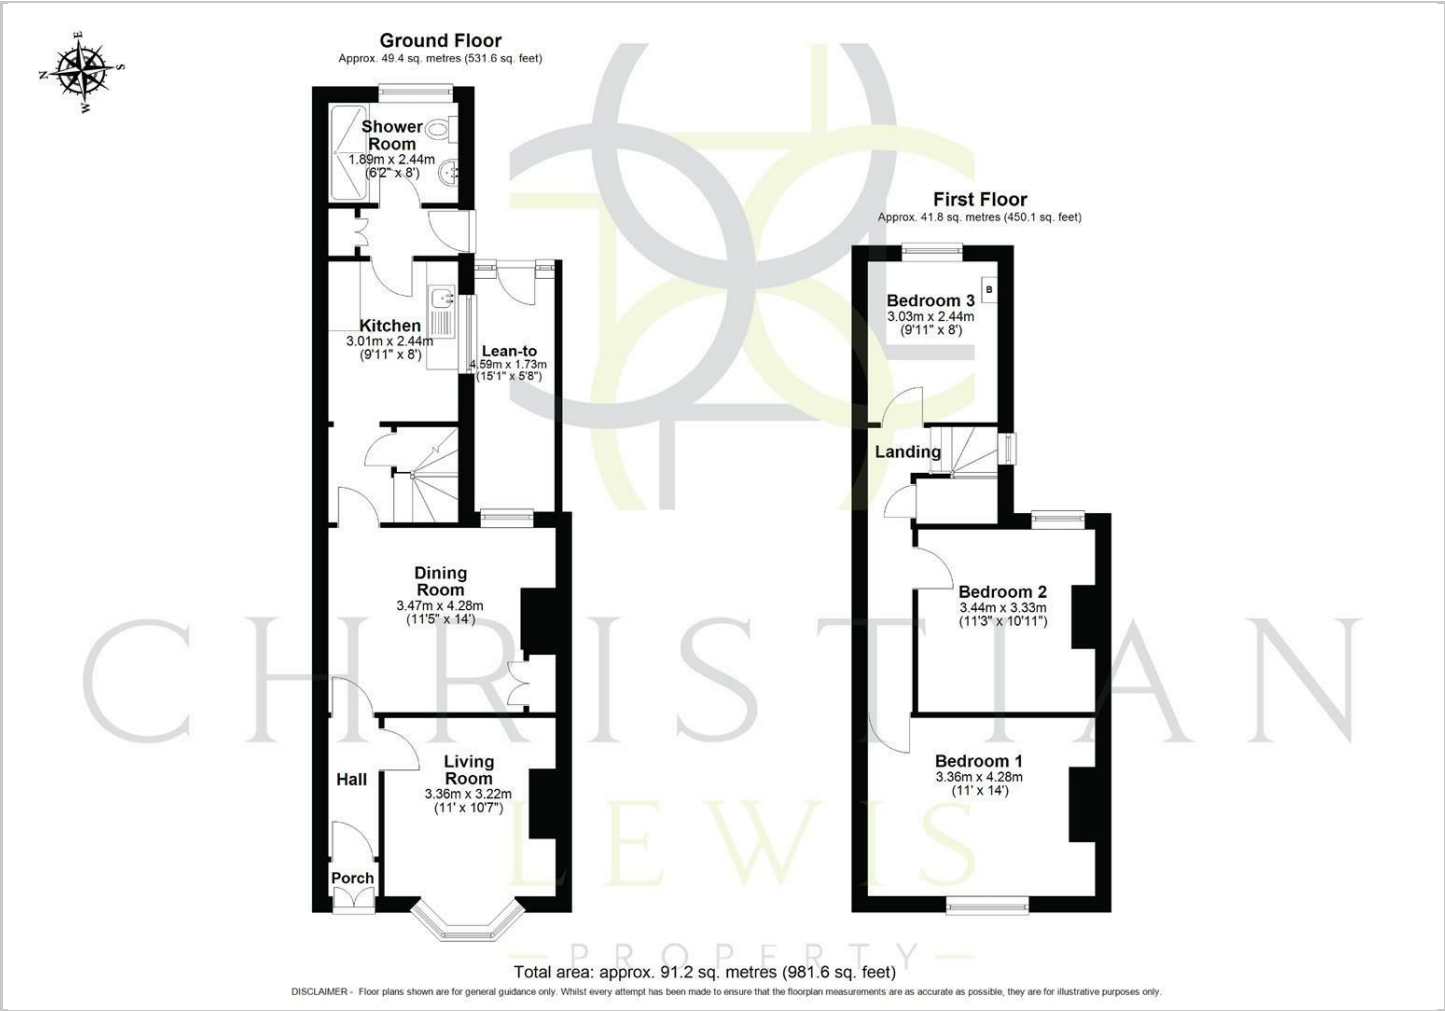 E
N
S
W
Ground Floor
Approx. 49.4 sq. metres (531.6 sq. feet)
Shower
Room
1.89m x 2.44m
(6'2" x 8')
Kitchen
3.01m x 2.44m
(9'11" x 8')
Lean-to
4.59m x 1.73m
(15'1" x 5'8")
Dining
Room
3.47m x 4.28m
(11'5" x 14')
Hall
Living
Room
3.36m x 3.22m
(11' x 10'7")
Porch
First Floor
Approx. 41.8 sq. metres (450.1 sq. feet)
B
Bedroom 3
3.03m x 2.44m
(9'11" x 8')
Landing
Bedroom 2
3.44m x 3.33m
(11'3" x 10'11")
Bedroom 1
3.36m x 4.28m
(11' x 14')
CHRISTIAN
LEWIS
PROPERTY
Total area: approx. 91.2 sq. metres (981.6 sq. feet)
DISCLAIMER - Floor plans shown are for general guidance only. Whilst every attempt has been made to ensure that the floorplan measurements are as accurate as possible, they are for illustrative purposes only.